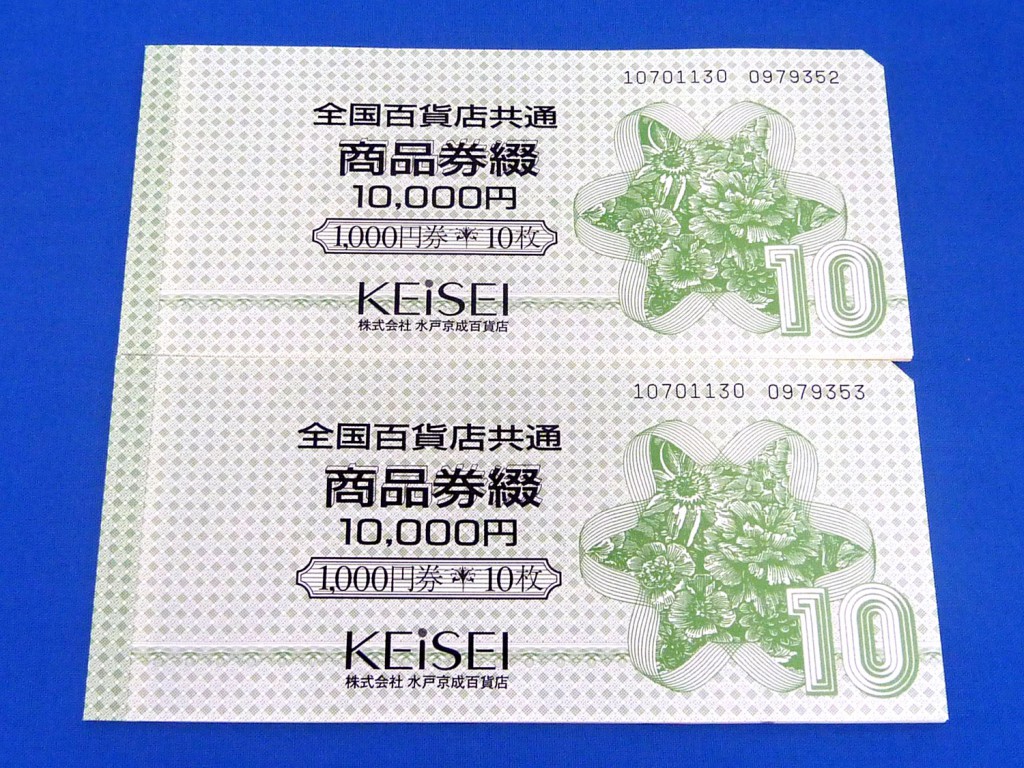 10701130 0979352
全国百貨店共通
商品券綴
10,000円
1,000円券 10枚
KEiSEI
株式会社 水戸京成百貨店
10
10701130 0979353
全国百貨店共通
商品券綴
10,000円
1,000円券 10枚
KEiSEI
株式会社 水戸京成百貨店
10